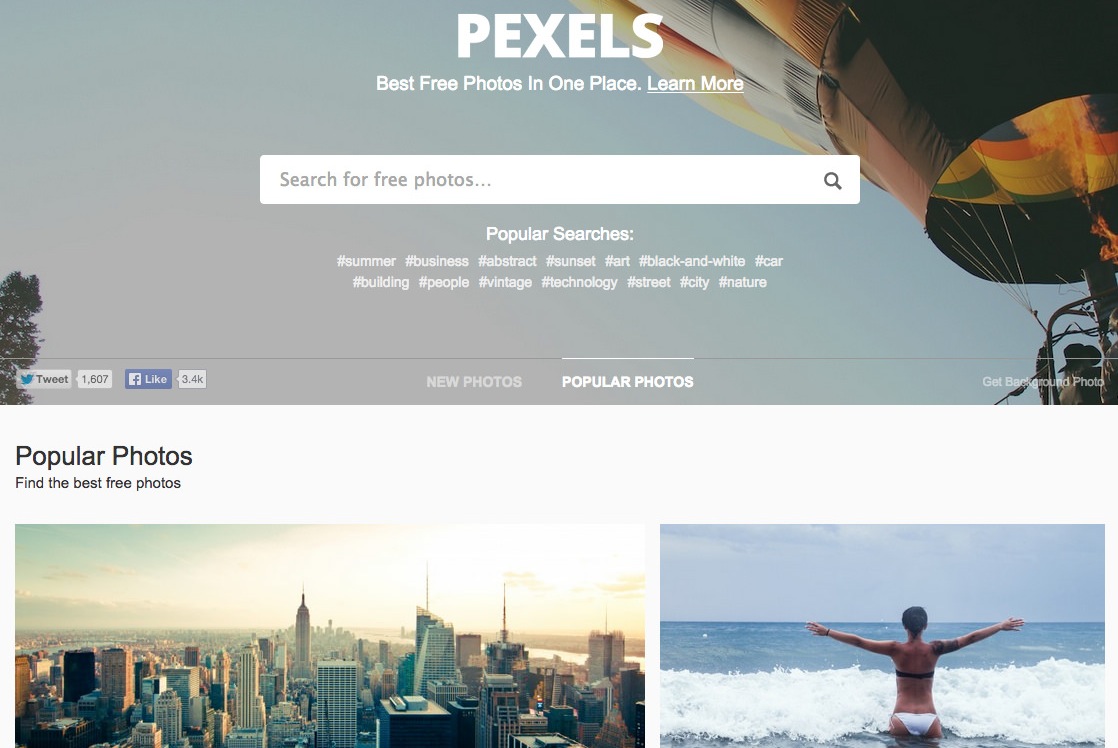 PEXELS
Best Free Photos In One Place. Learn More
Search for free photos...
Popular Searches:
#summer #business #abstract #sunset #art #black-and-white #car
#building #people #vintage #technology #street #city #nature
Tweet 1,607 Like 3.4k NEW PHOTOS POPULAR PHOTOS Get Background Photo
Popular Photos
Find the best free photos